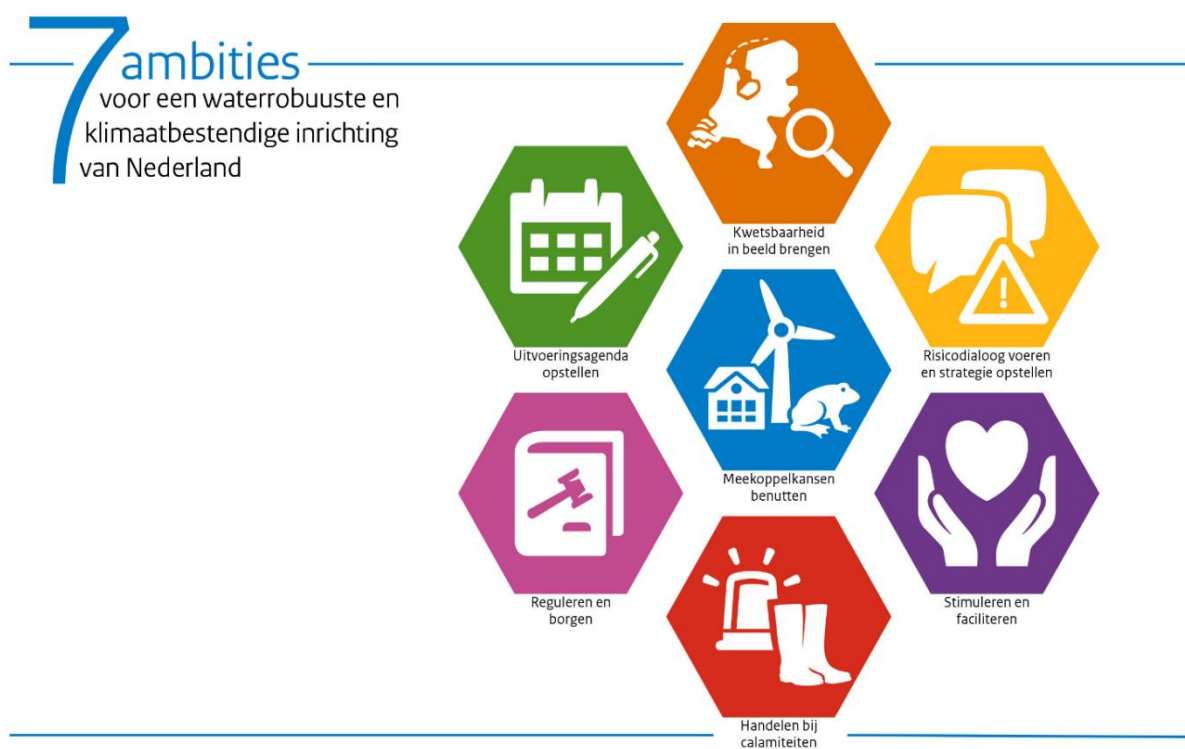 7 ambities
voor een waterrobuuste en
klimaatbestendige inrichting
van Nederland
Kwetsbaarheid
in beeld brengen
Uitvoeringsagenda
opstellen
Risicodialoog voeren
en strategie opstellen
Meekoppelkansen
benutten
Reguleren en
borgen
Stimuleren en
faciliteren
Handelen bij
calamiteiten